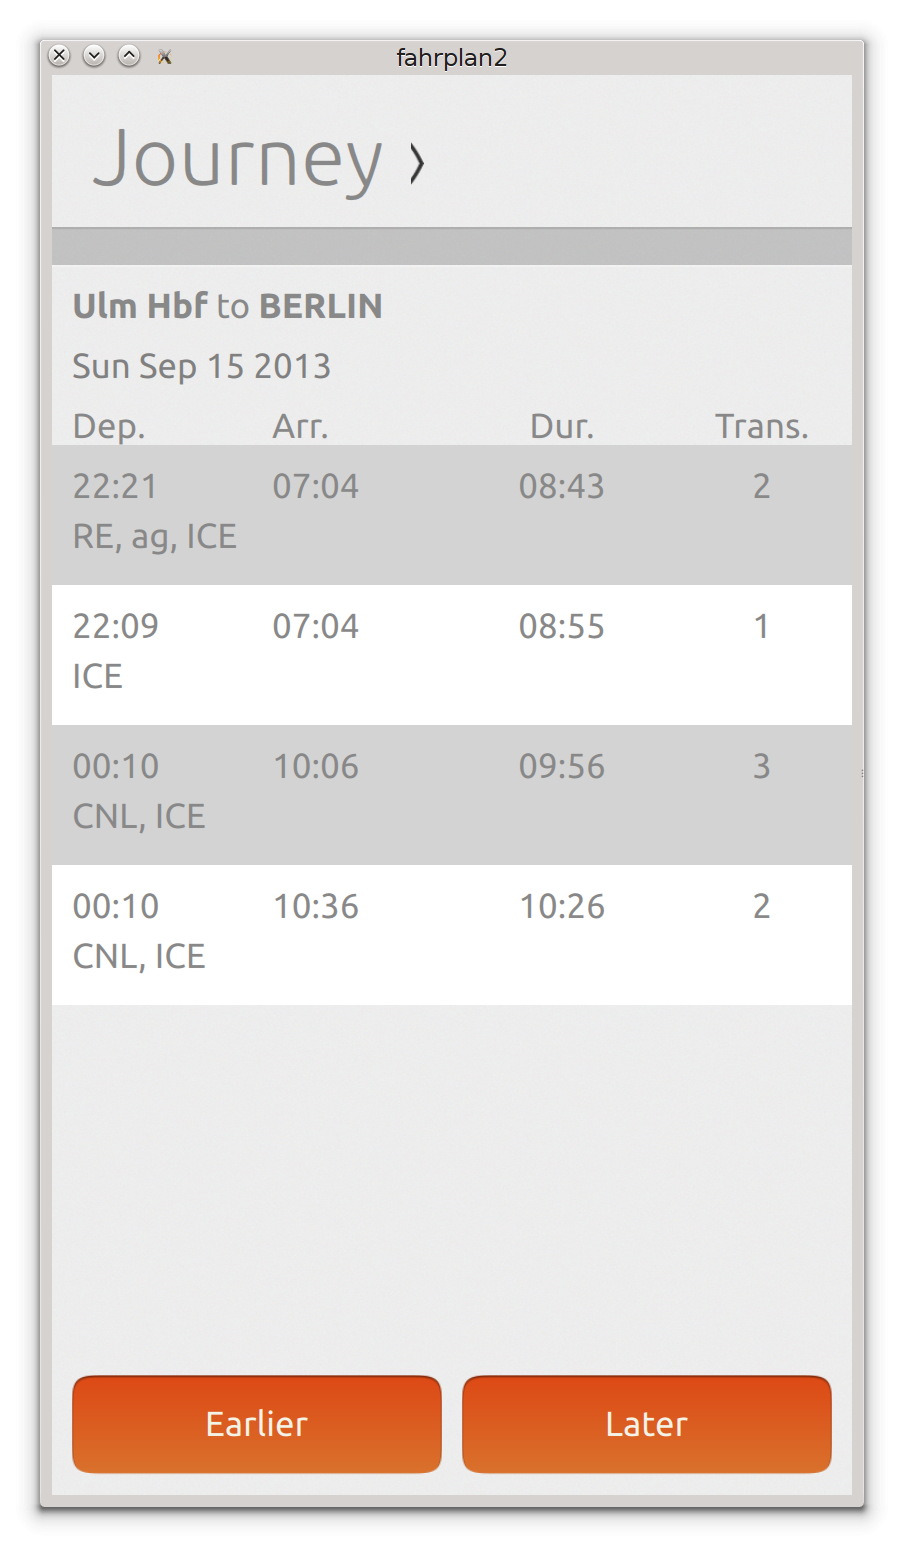 fahrplan2
Journey
Ulm Hbf to BERLIN
Sun Sep 15 2013
Dep. Arr. Dur. Trans.
22:21 07:04 08:43 2
RE, ag, ICE
22:09 07:04 08:55 1
ICE
00:10 10:06 09:56 3
CNL, ICE
00:10 10:36 10:26 2
CNL, ICE
Earlier Later